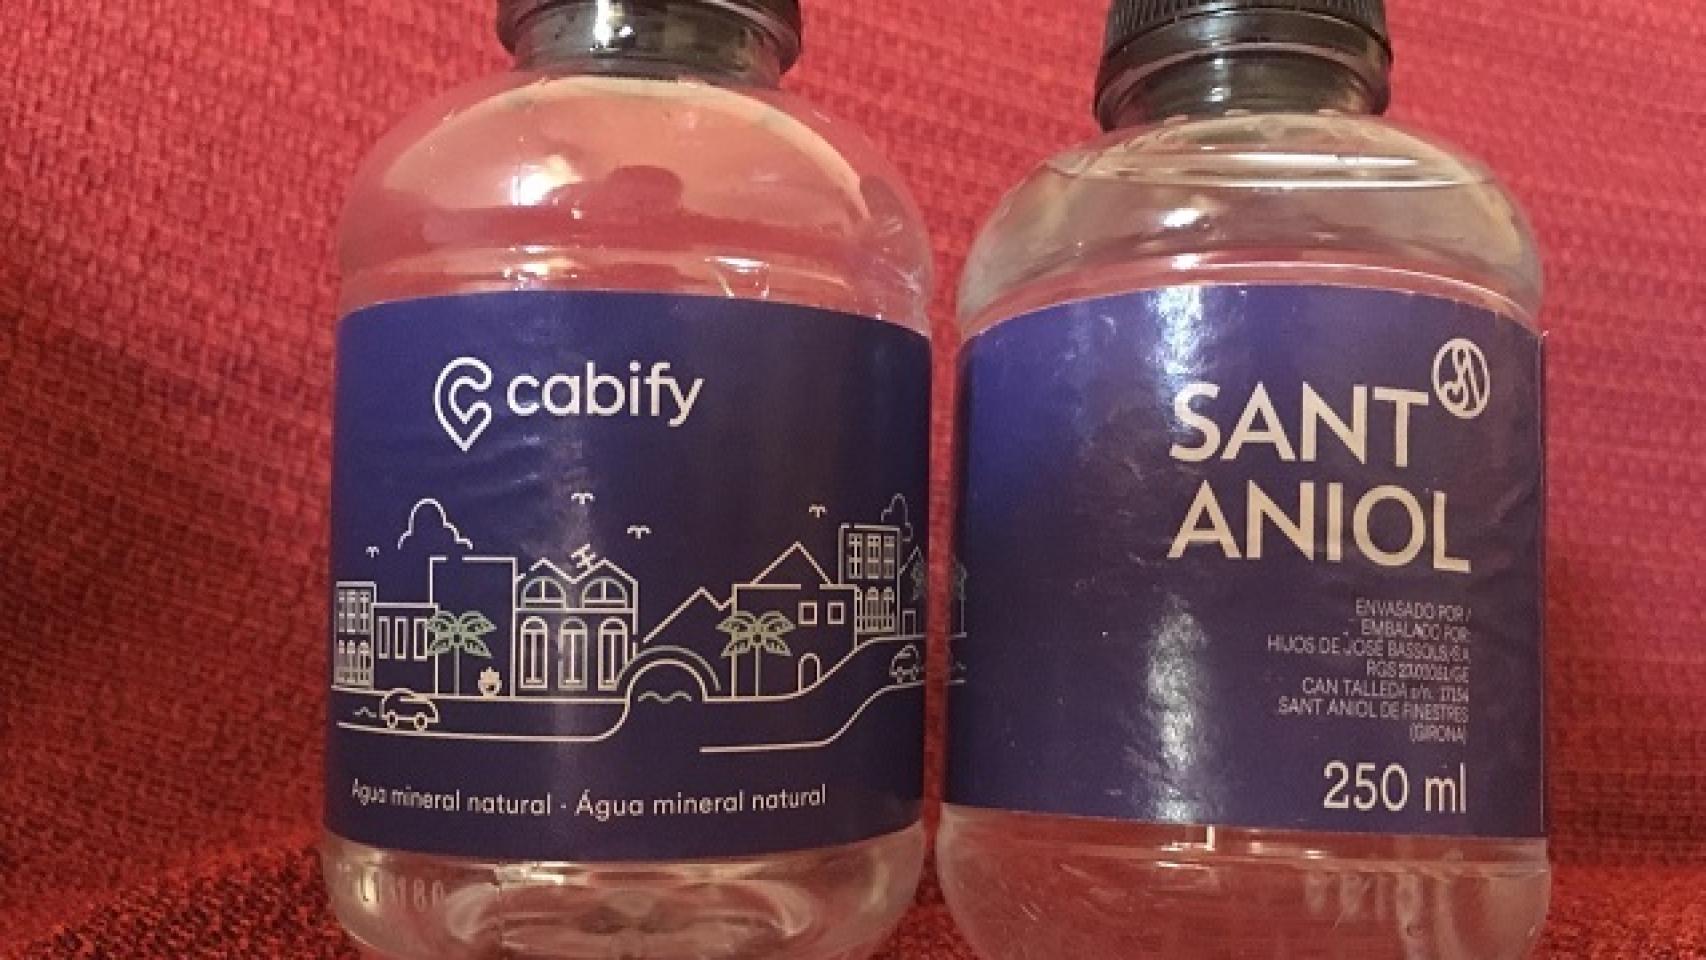 cabify
Agua mineral natural · Água mineral natural
SANT
ANIOL
ENVASADO POR /
EMBALADO POR:
HIJOS DE JOSÉ BASSOLS, S.A.
CAN TALLEDA s/n. 17154
SANT ANIOL DE FINESTRES
(GIRONA)
250 ml